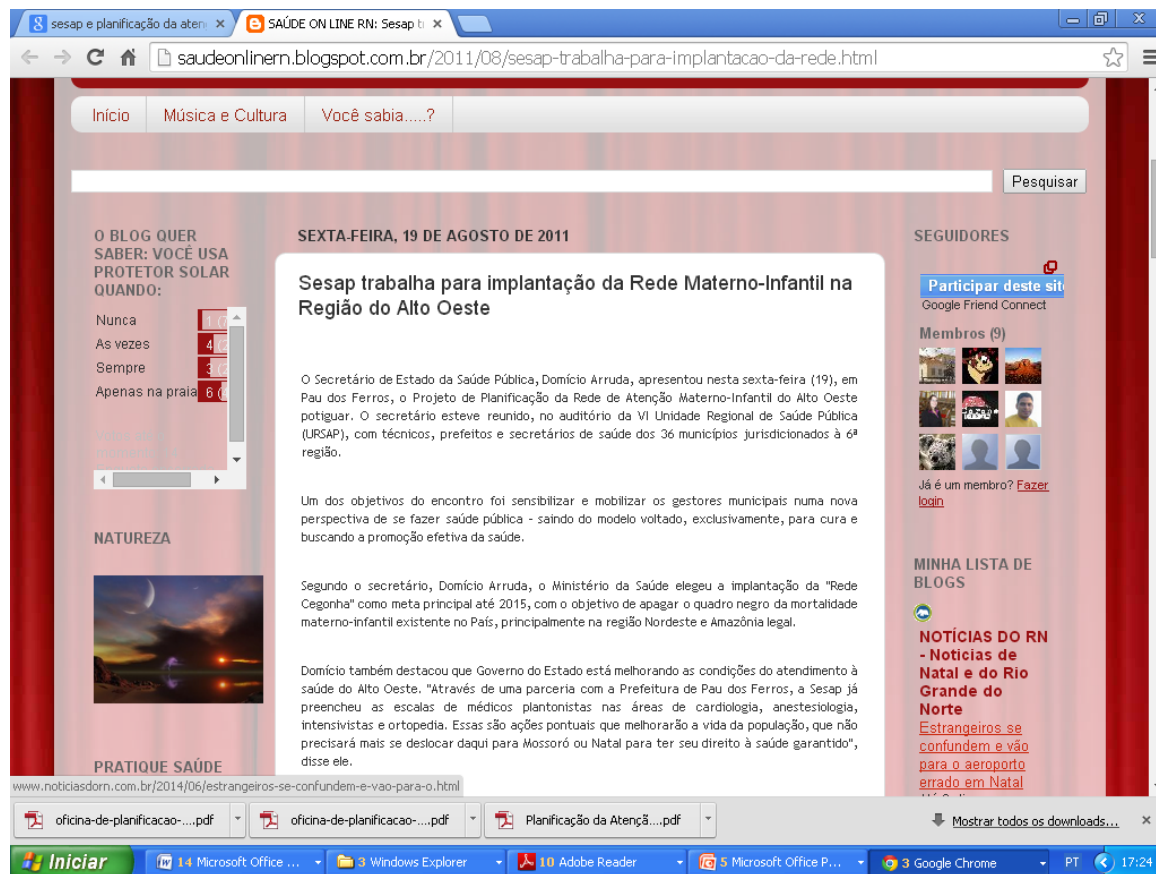 sesap e planificação da aten
SAÚDE ON LINE RN: Sesap t
saudeonlinern.blogspot.com.br/2011/08/sesap-trabalha-para-implantacao-da-rede.html
Início Música e Cultura Você sabia.....?
Pesquisar
O BLOG QUER
SABER: VOCÊ USA
PROTETOR SOLAR
QUANDO:
Nunca 1
As vezes 4
Sempre 3
Apenas na praia 6
NATUREZA
PRATIQUE SAÚDE
SEXTA-FEIRA, 19 DE AGOSTO DE 2011
Sesap trabalha para implantação da Rede Materno-Infantil na
Região do Alto Oeste
O Secretário de Estado da Saúde Pública, Domício Arruda, apresentou nesta sexta-feira (19), em
Pau dos Ferros, o Projeto de Planificação da Rede de Atenção Materno-Infantil do Alto Oeste
potiguar. O secretário esteve reunido, no auditório da VI Unidade Regional de Saúde Pública
(URSAP), com técnicos, prefeitos e secretários de saúde dos 36 municípios jurisdicionados à 6ª
região.
Um dos objetivos do encontro foi sensibilizar e mobilizar os gestores municipais numa nova
perspectiva de se fazer saúde pública - saindo do modelo voltado, exclusivamente, para cura e
buscando a promoção efetiva da saúde.
Segundo o secretário, Domício Arruda, o Ministério da Saúde elegeu a implantação da "Rede
Cegonha" como meta principal até 2015, com o objetivo de apagar o quadro negro da mortalidade
materno-infantil existente no País, principalmente na região Nordeste e Amazônia legal.
Domício também destacou que Governo do Estado está melhorando as condições do atendimento à
saúde do Alto Oeste. "Através de uma parceria com a Prefeitura de Pau dos Ferros, a Sesap já
preencheu as escalas de médicos plantonistas nas áreas de cardiologia, anestesiologia,
intensivistas e ortopedia. Essas são ações pontuais que melhorarão a vida da população, que não
precisará mais se deslocar daqui para Mossoró ou Natal para ter seu direito à saúde garantido",
disse ele.
SEGUIDORES
Participar deste sit
Google Friend Connect
Membros (9)
Já é um membro? Fazer
login
MINHA LISTA DE
BLOGS
NOTÍCIAS DO RN
- Noticias de
Natal e do Rio
Grande do
Norte
Estrangeiros se
confundem e vão
para o aeroporto
errado em Natal
www.noticiasdorn.com.br/2014/06/estrangeiros-se-confundem-e-vao-para-o.html
oficina-de-planificacao-....pdf
oficina-de-planificacao-....pdf
Planificação da Atençã....pdf
Mostrar todos os downloads...
Iniciar
14 Microsoft Office ...
3 Windows Explorer
10 Adobe Reader
5 Microsoft Office P...
3 Google Chrome
PT
17:24